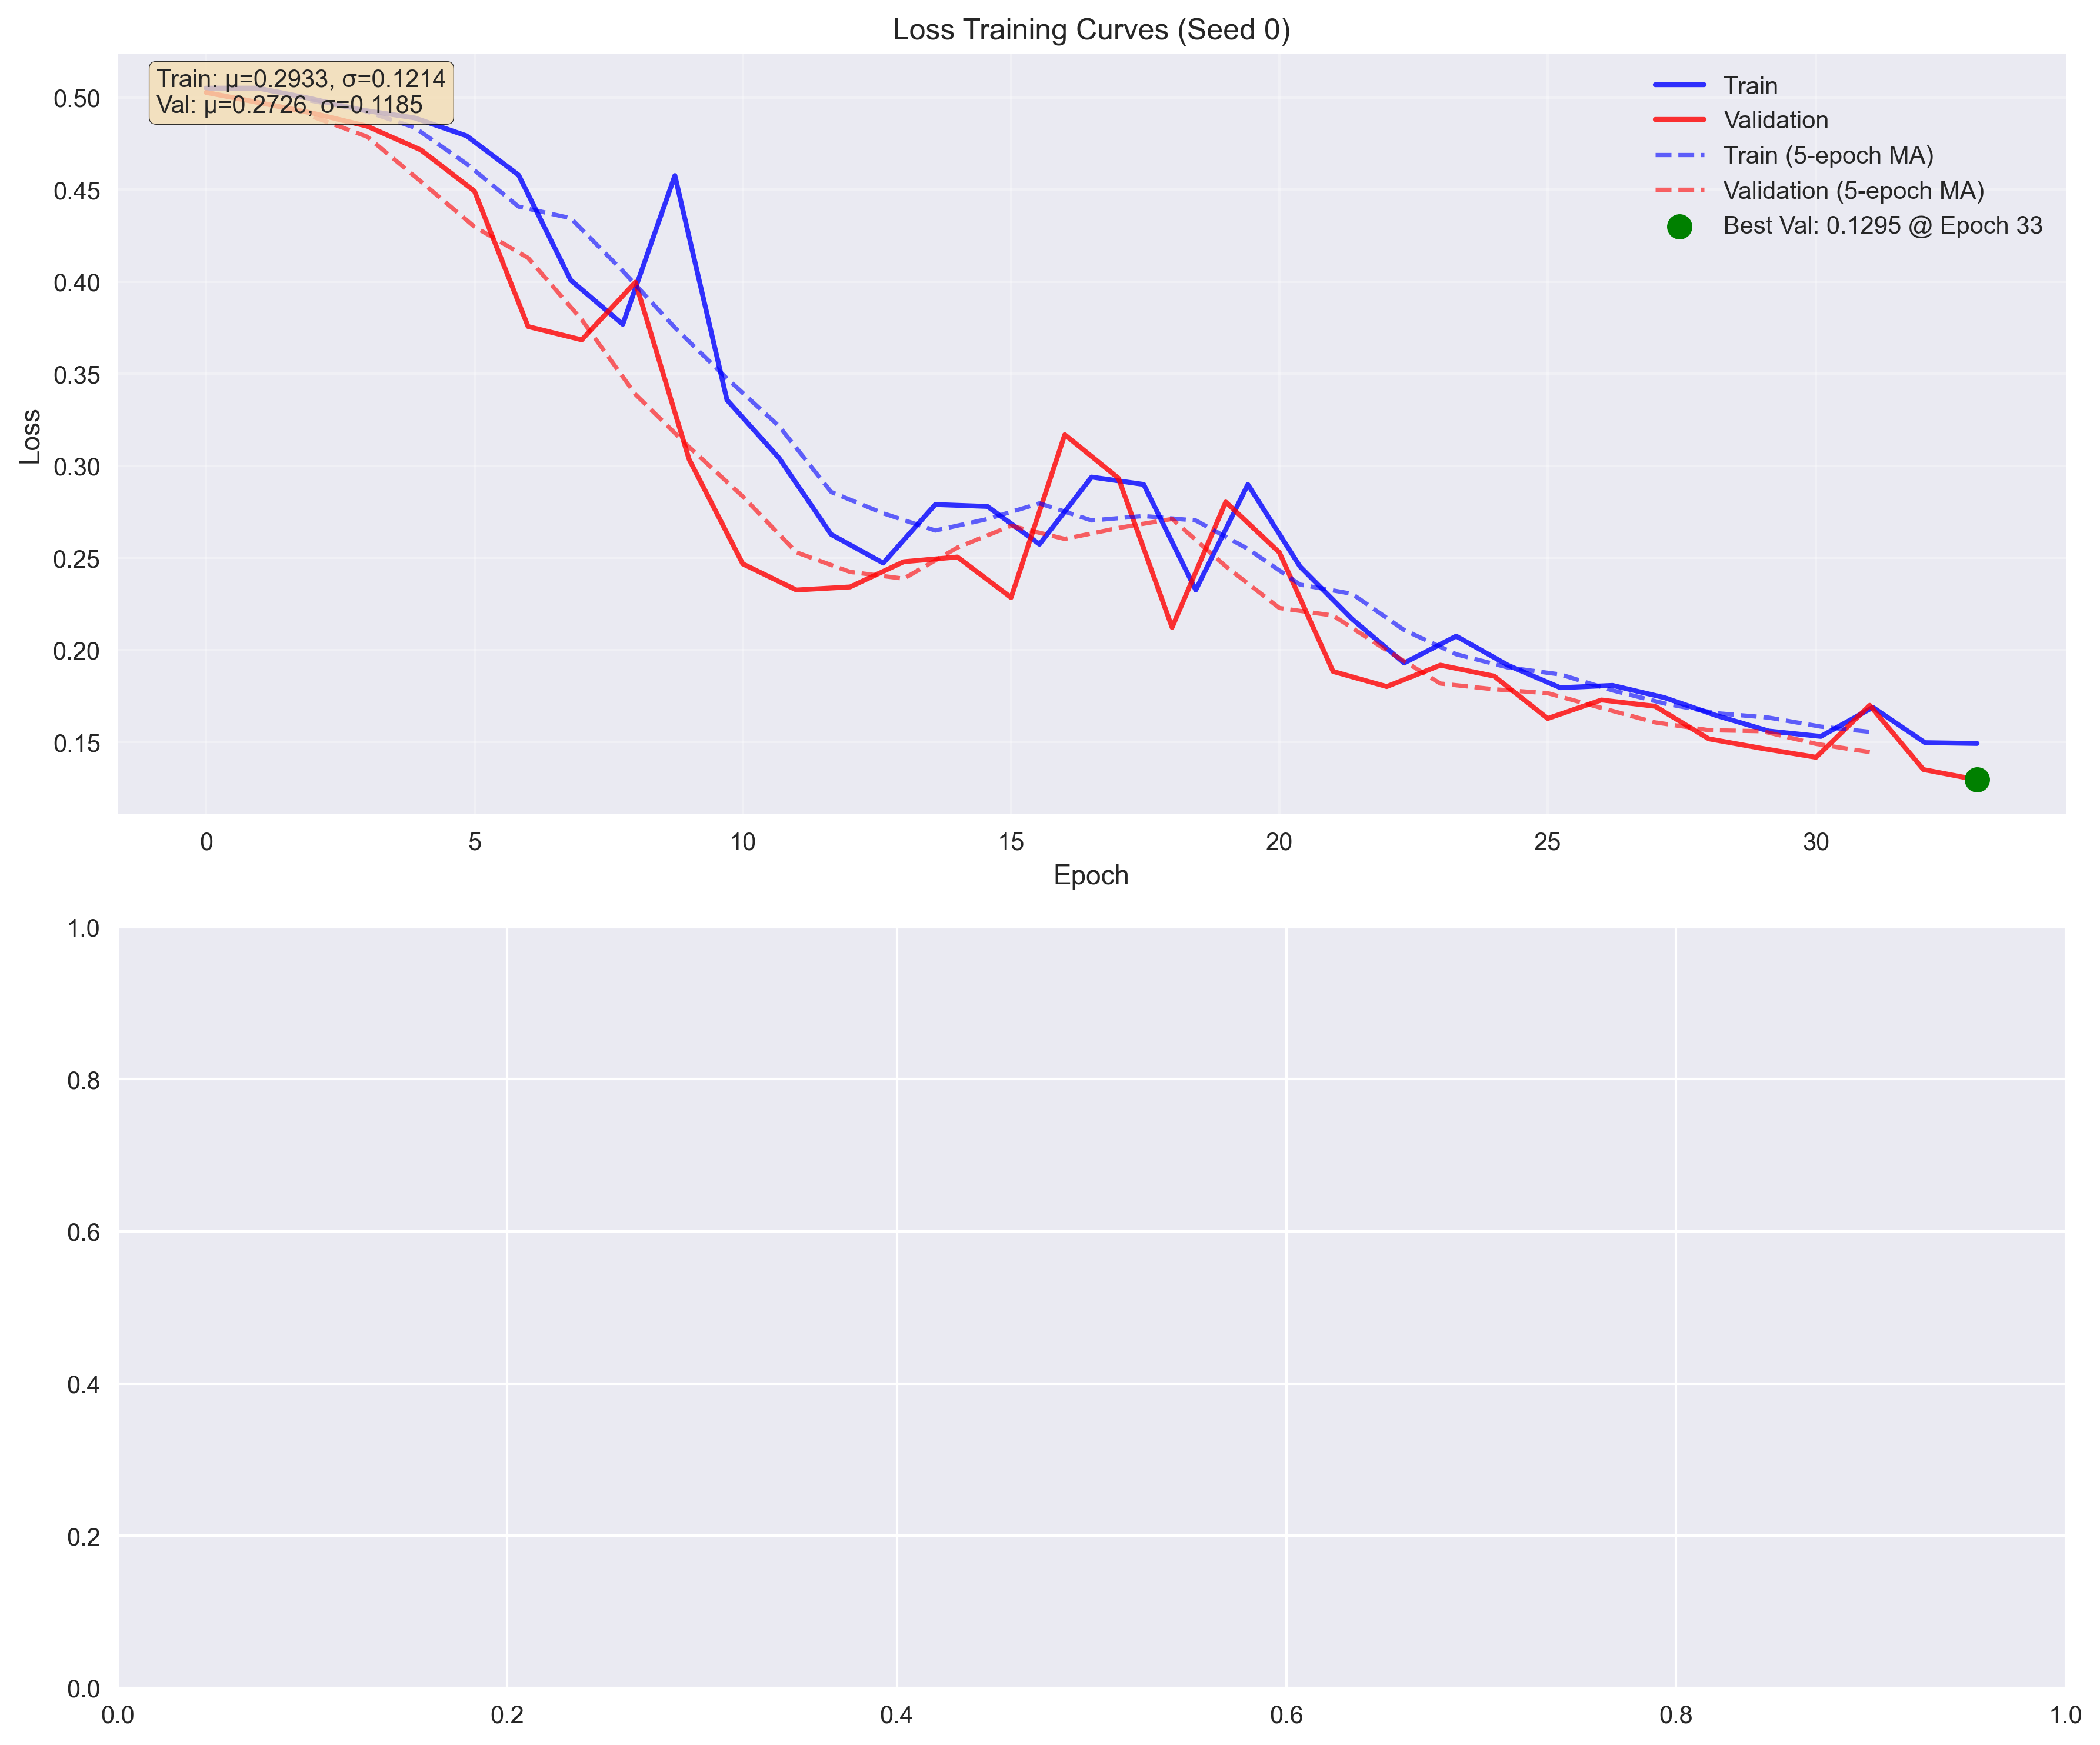 Loss Training Curves (Seed 0)
Train: μ=0.2933, σ=0.1214
Val: μ=0.2726, σ=0.1185
Train
Validation
Train (5-epoch MA)
Validation (5-epoch MA)
Best Val: 0.1295 @ Epoch 33
Loss
0.50
0.45
0.40
0.35
0.30
0.25
0.20
0.15
0 5 10 15 20 25 30
Epoch
1.0
0.8
0.6
0.4
0.2
0.0
0.0 0.2 0.4 0.6 0.8 1.0